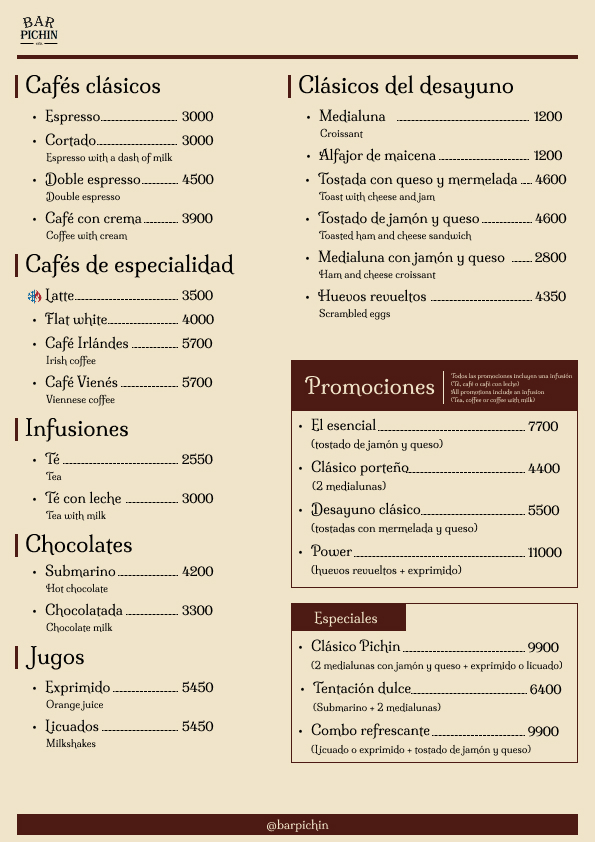 BAR
PICHIN
Cafés clásicos
• Espresso 3000
• Cortado 3000
Espresso with a dash of milk
• Doble espresso 4500
Double espresso
• Café con crema 3900
Coffee with cream
Cafés de especialidad
Latte 3500
• Flat white 4000
• Café Irlándes 5700
Irish coffee
• Café Vienés 5700
Viennese coffee
Infusiones
• Té 2550
Tea
• Té con leche 3000
Tea with milk
Chocolates
• Submarino 4200
Hot chocolate
• Chocolatada 3300
Chocolate milk
Jugos
• Exprimido 5450
Orange juice
• Licuados 5450
Milkshakes
Clásicos del desayuno
• Medialuna 1200
Croissant
• Alfajor de maicena 1200
• Tostada con queso y mermelada 4600
Toast with cheese and jam
• Tostado de jamón y queso 4600
Toasted ham and cheese sandwich
• Medialuna con jamón y queso 2800
Ham and cheese croissant
• Huevos revueltos 4350
Scrambled eggs
Promociones
Todas las promociones incluyen una infusión
(Té, café o café con leche)
All promotions include an infusion
(Tea, coffee or coffee with milk)
• El esencial 7700
(tostado de jamón y queso)
• Clásico porteño 4400
(2 medialunas)
• Desayuno clásico 5500
(tostadas con mermelada y queso)
• Power 11000
(huevos revueltos + exprimido)
Especiales
• Clásico Pichin 9900
(2 medialunas con jamón y queso + exprimido o licuado)
• Tentación dulce 6400
(Submarino + 2 medialunas)
• Combo refrescante 9900
(Licuado o exprimido + tostado de jamón y queso)
@barpichin